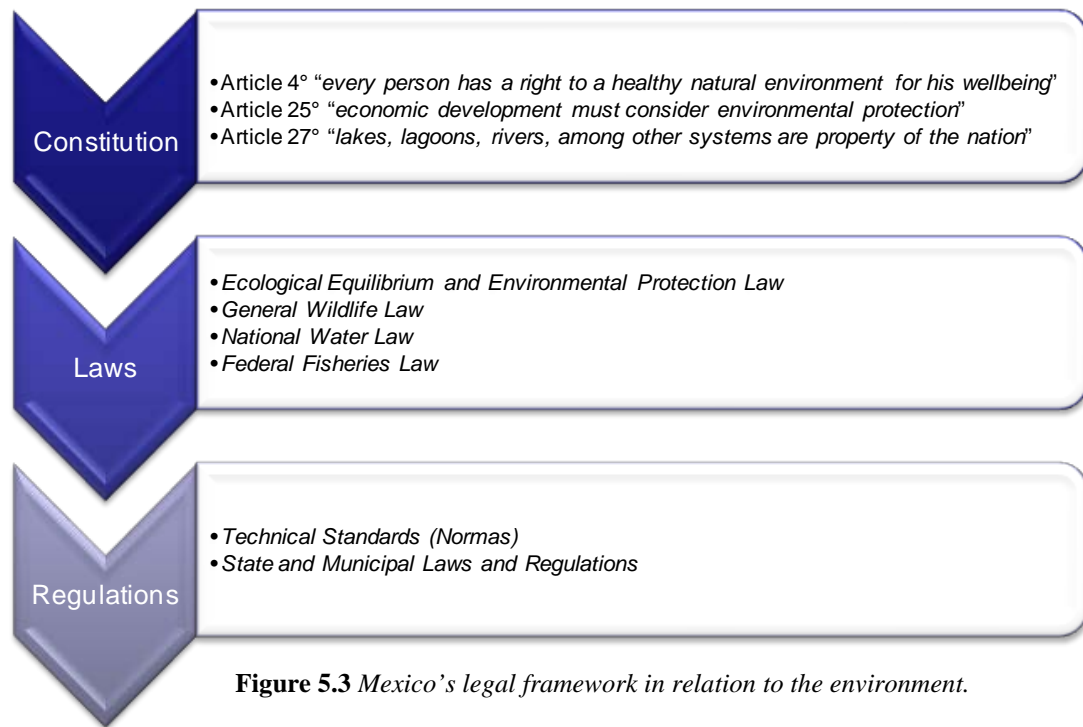 Constitution
•Article 4° “every person has a right to a healthy natural environment for his wellbeing”
•Article 25° “economic development must consider environmental protection”
•Article 27° “lakes, lagoons, rivers, among other systems are property of the nation”
Laws
•Ecological Equilibrium and Environmental Protection Law
•General Wildlife Law
•National Water Law
•Federal Fisheries Law
Regulations
•Technical Standards (Normas)
•State and Municipal Laws and Regulations
Figure 5.3 Mexico’s legal framework in relation to the environment.